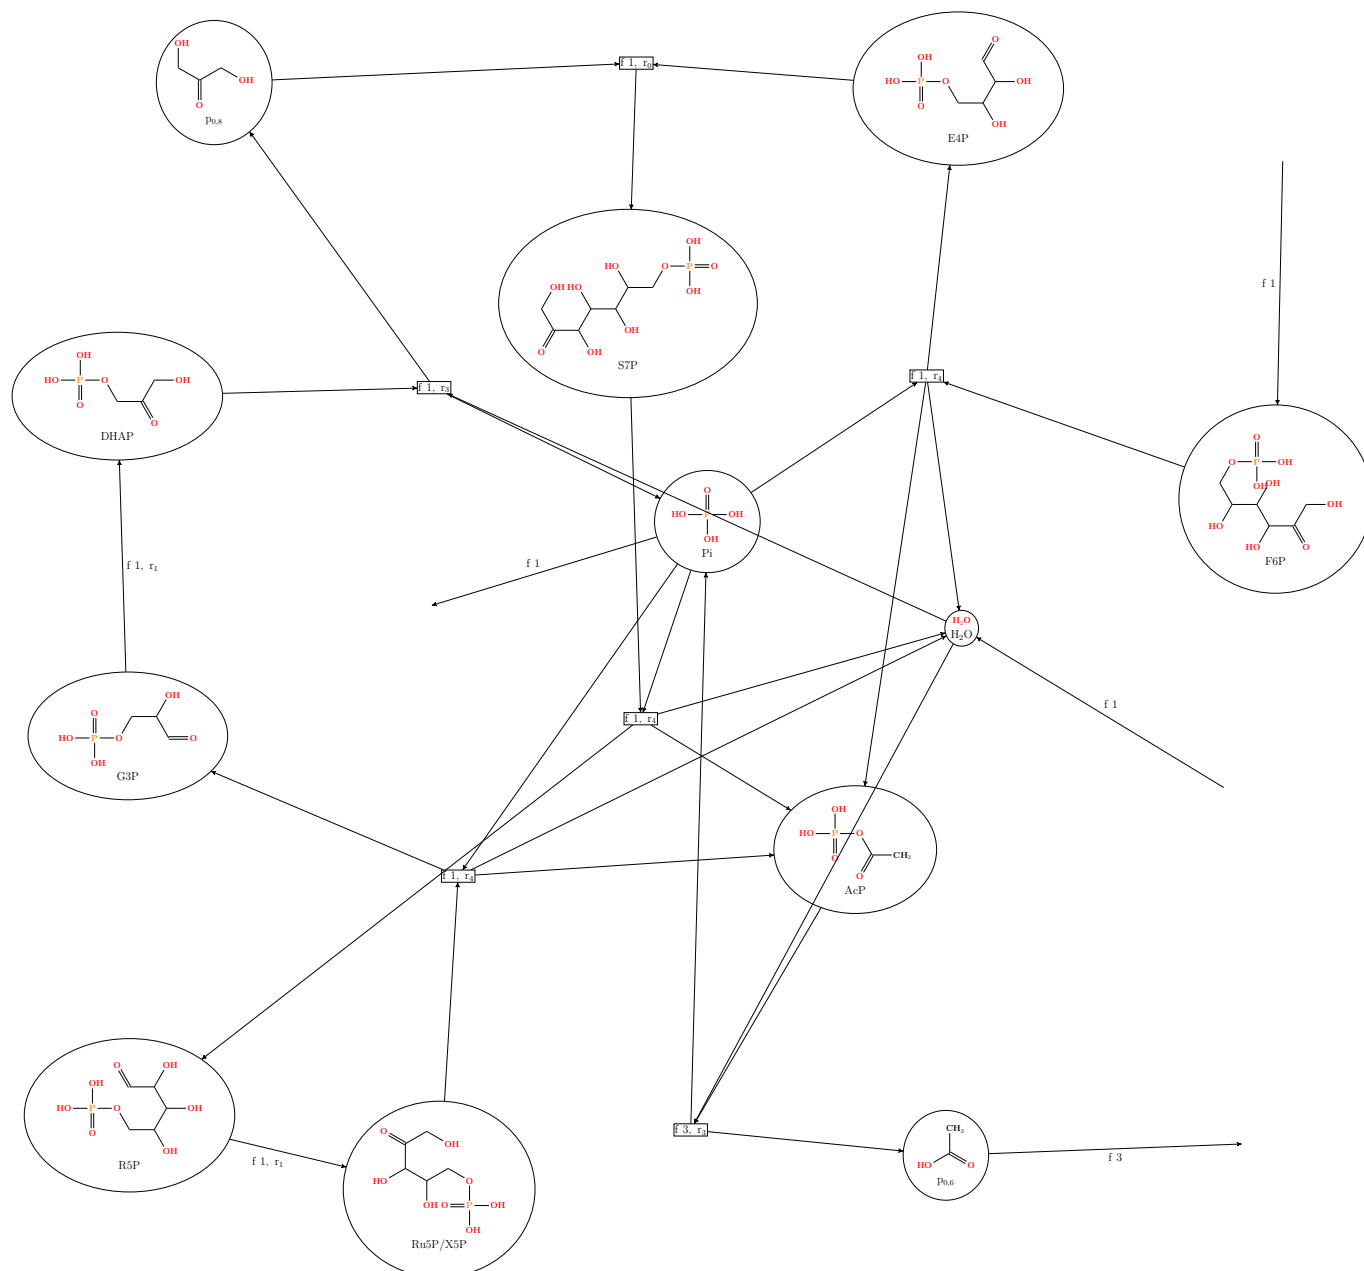 OH
OH
O
p0,8
f 1, r0
O
OH
HO P O OH
O
OH
E4P
f 1
OH
HO O P O
OH HO OH
OH
O OH
S7P
OH
HO P O OH
O O
DHAP
f 1, r3
f 1, r4
O
O P OH
OH OH
OH
HO
HO O
F6P
O
HO P OH
OH
Pi
f 1
f 1, r1
H₂O
H₂O
f 1
OH
O
HO P O O
OH
G3P
f 1, r4
OH
HO P O
O CH₃
O
AcP
f 1, r4
O OH
OH
HO P O OH
O
OH
R5P
f 1, r1
O
OH
HO O
OH O P OH
OH
Ru5P/X5P
f 3, r3
CH₃
HO O
p0,6
f 3